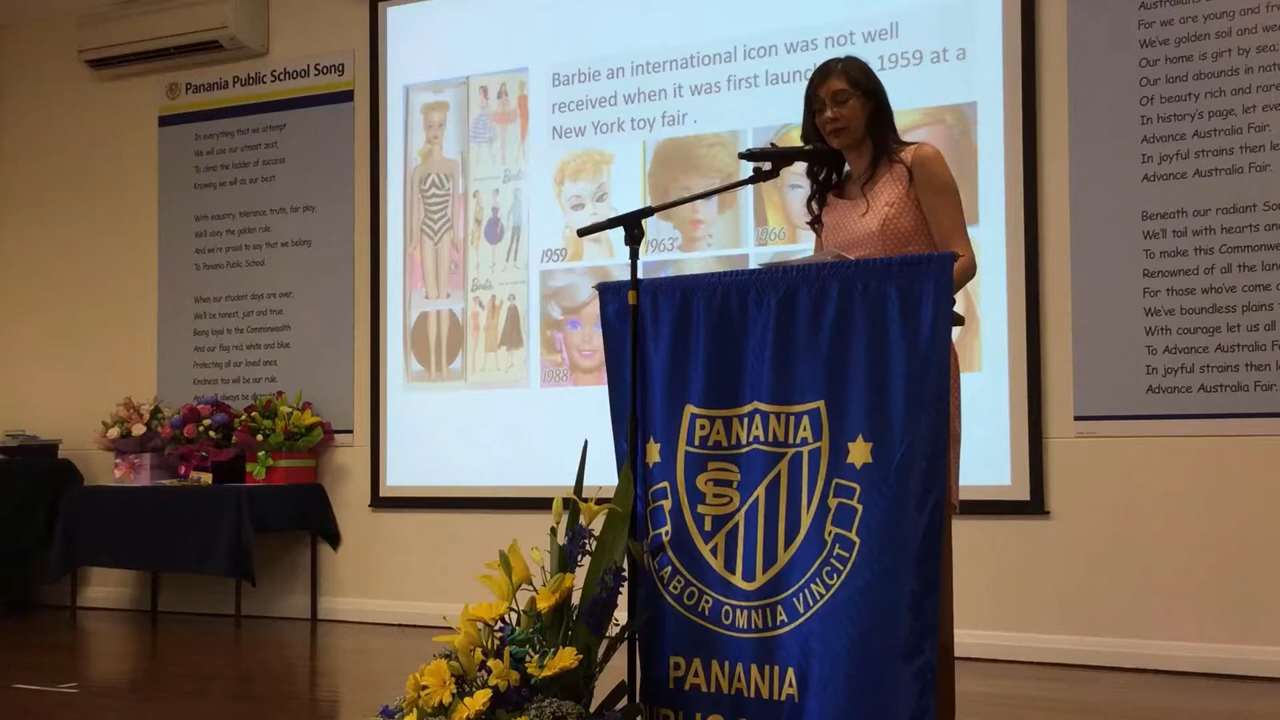 Panania Public School Song
In everything that we attempt
We will use our utmost zest,
To climb the ladder of success
Knowing we will do our best.
With industry, tolerance, truth, fair play,
We'll obey the golden rule.
And we're proud to say that we belong
To Panania Public School.
When our student days are over,
We'll be honest, just and true.
Being loyal to the Commonwealth
And our flag red, white and blue.
Protecting all our loved ones,
Kindness too will be our rule.
And we'll always be
Barbie an international icon was not well
received when it was first 1959 at a
New York toy fair .
Barbie
Barbie
1959
1963
1966
1988
PANANIA
PS
LABOR OMNIA VINCIT
PANANIA
Australians
For we are young and
We've golden soil and
Our home is girt by sea.
Our land abounds in
Of beauty rich and rare
In history's page, let
Advance Australia Fair.
In joyful strains then
Advance Australia Fair.
Beneath our radiant
We'll toil with hearts
To make this
Renowned of all the
For those who've come
We've boundless plains
With courage let us all
To Advance Australia
In joyful strains then
Advance Australia Fair.